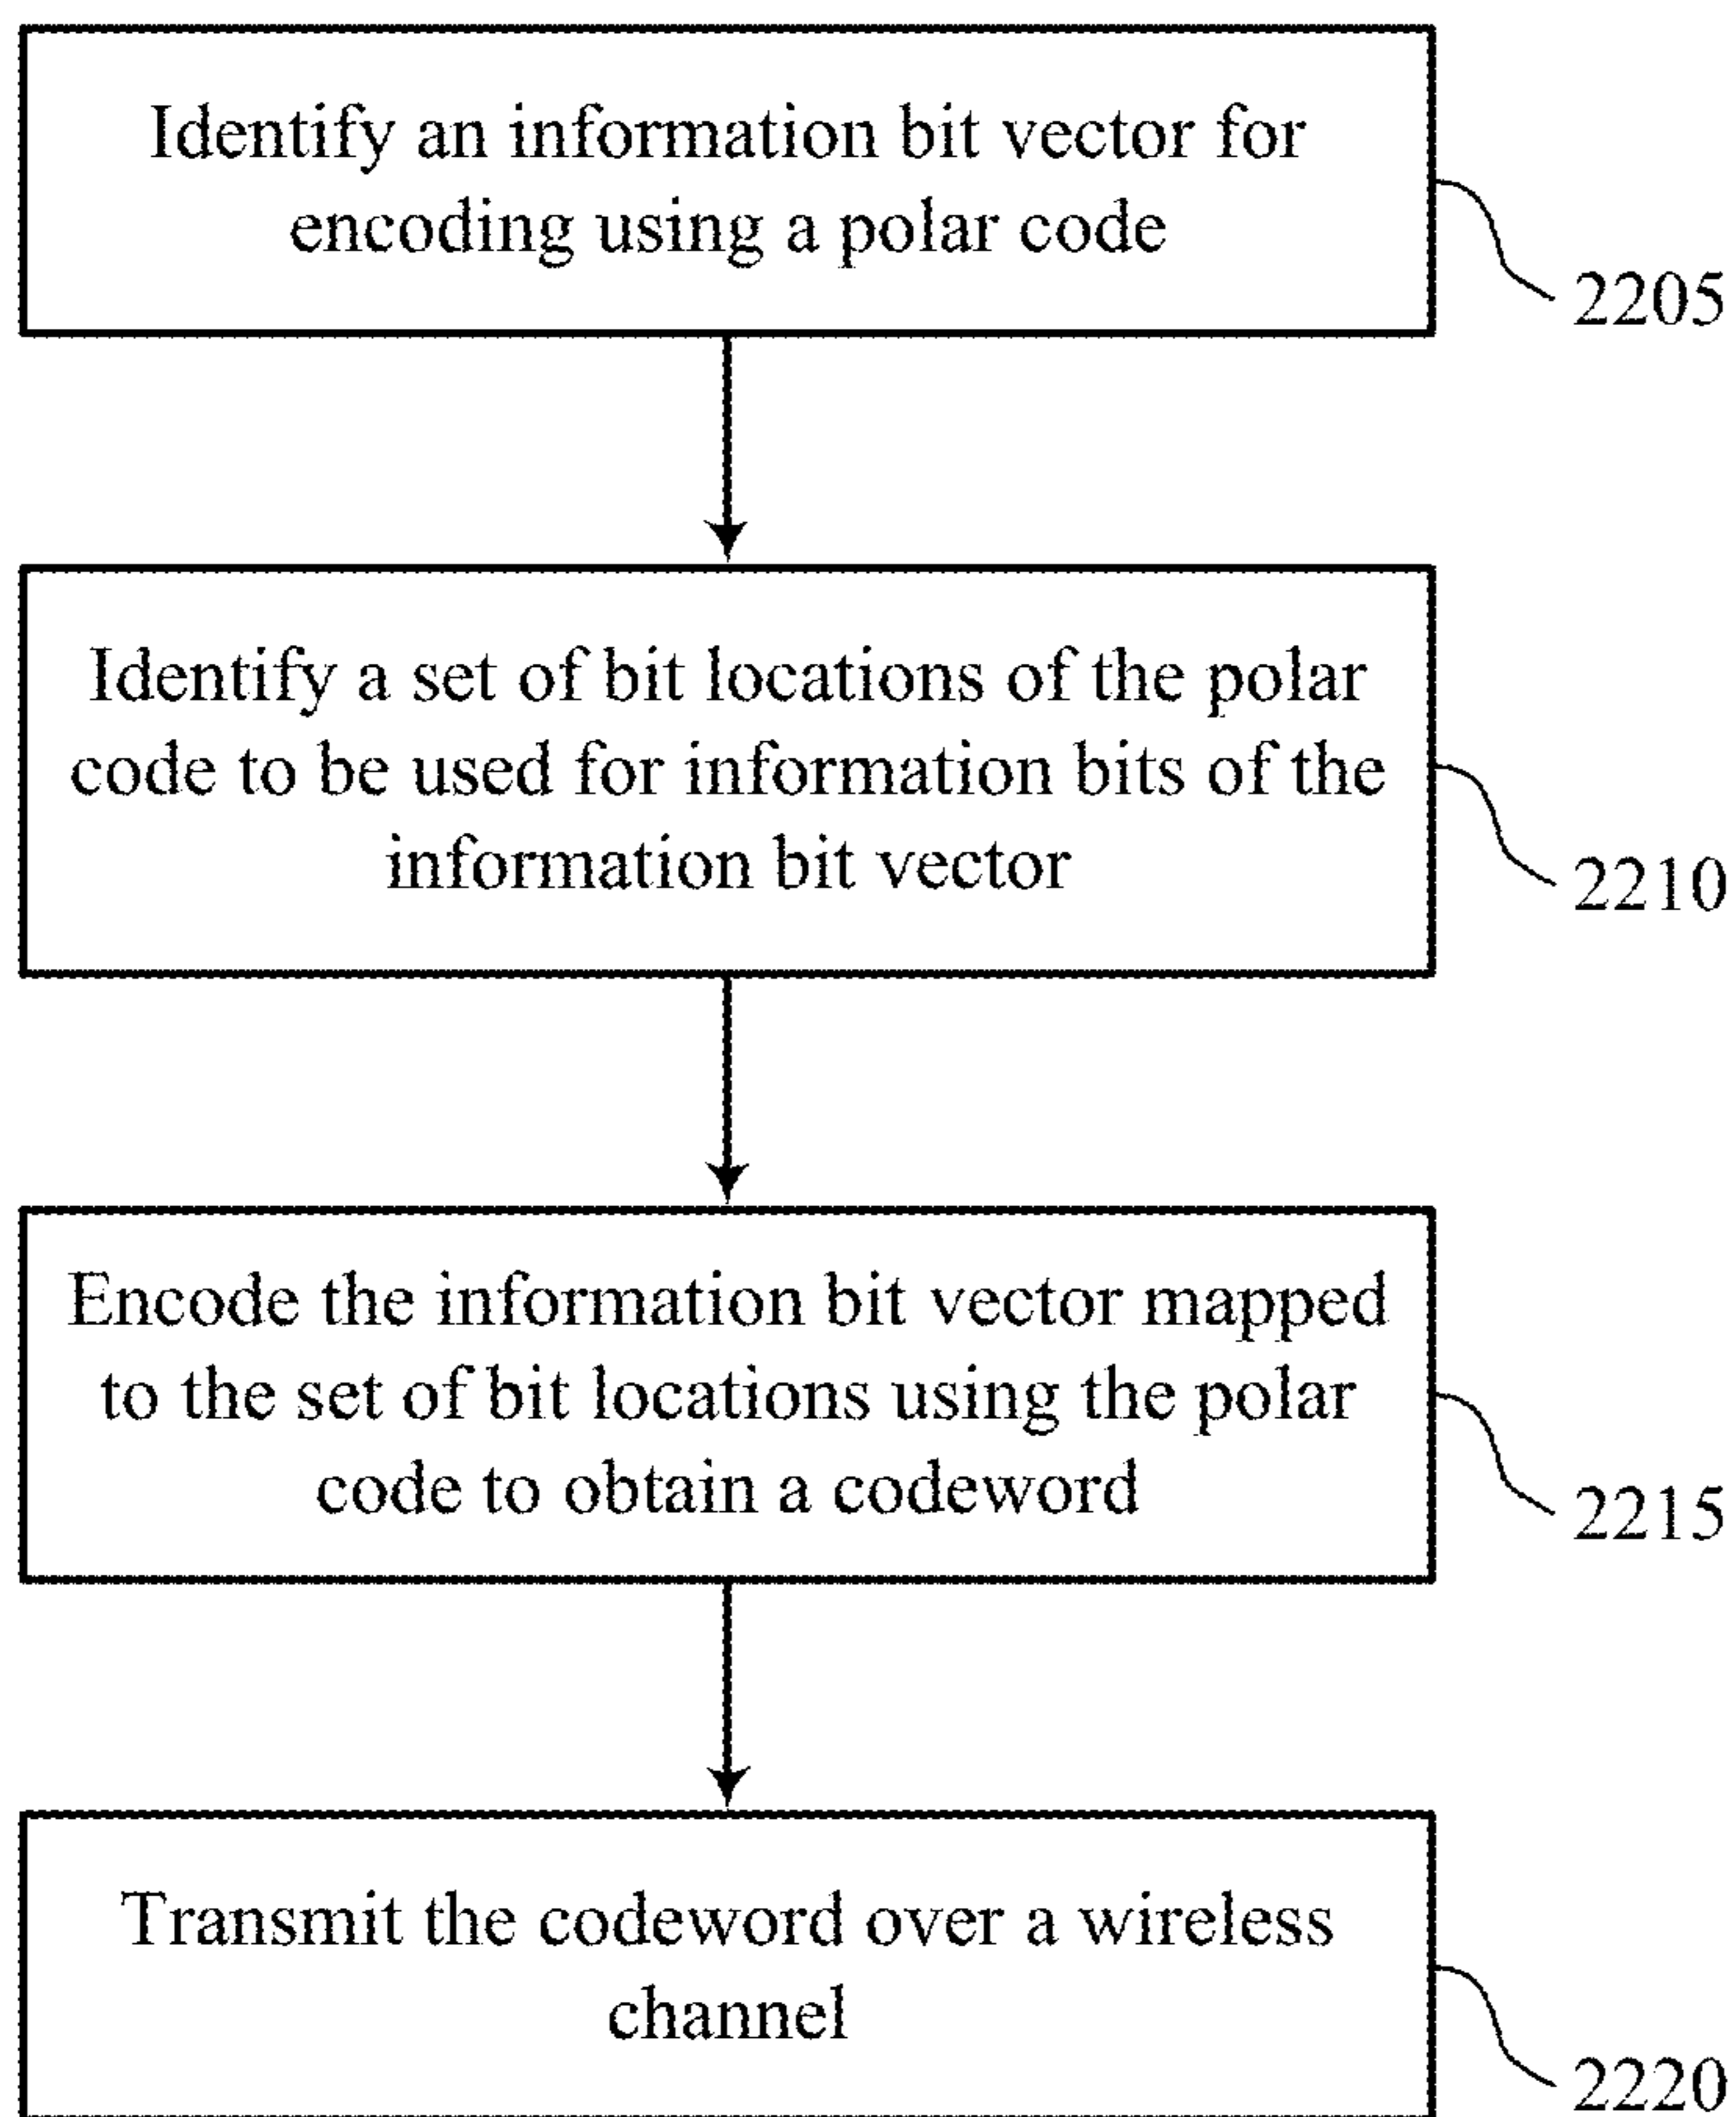 Identify an information bit vector for
encoding using a polar code
2205
Identify a set of bit locations of the polar
code to be used for information bits of the
information bit vector
2210
Encode the information bit vector mapped
to the set of bit locations using the polar
code to obtain a codeword
2215
Transmit the codeword over a wireless
channel
2220